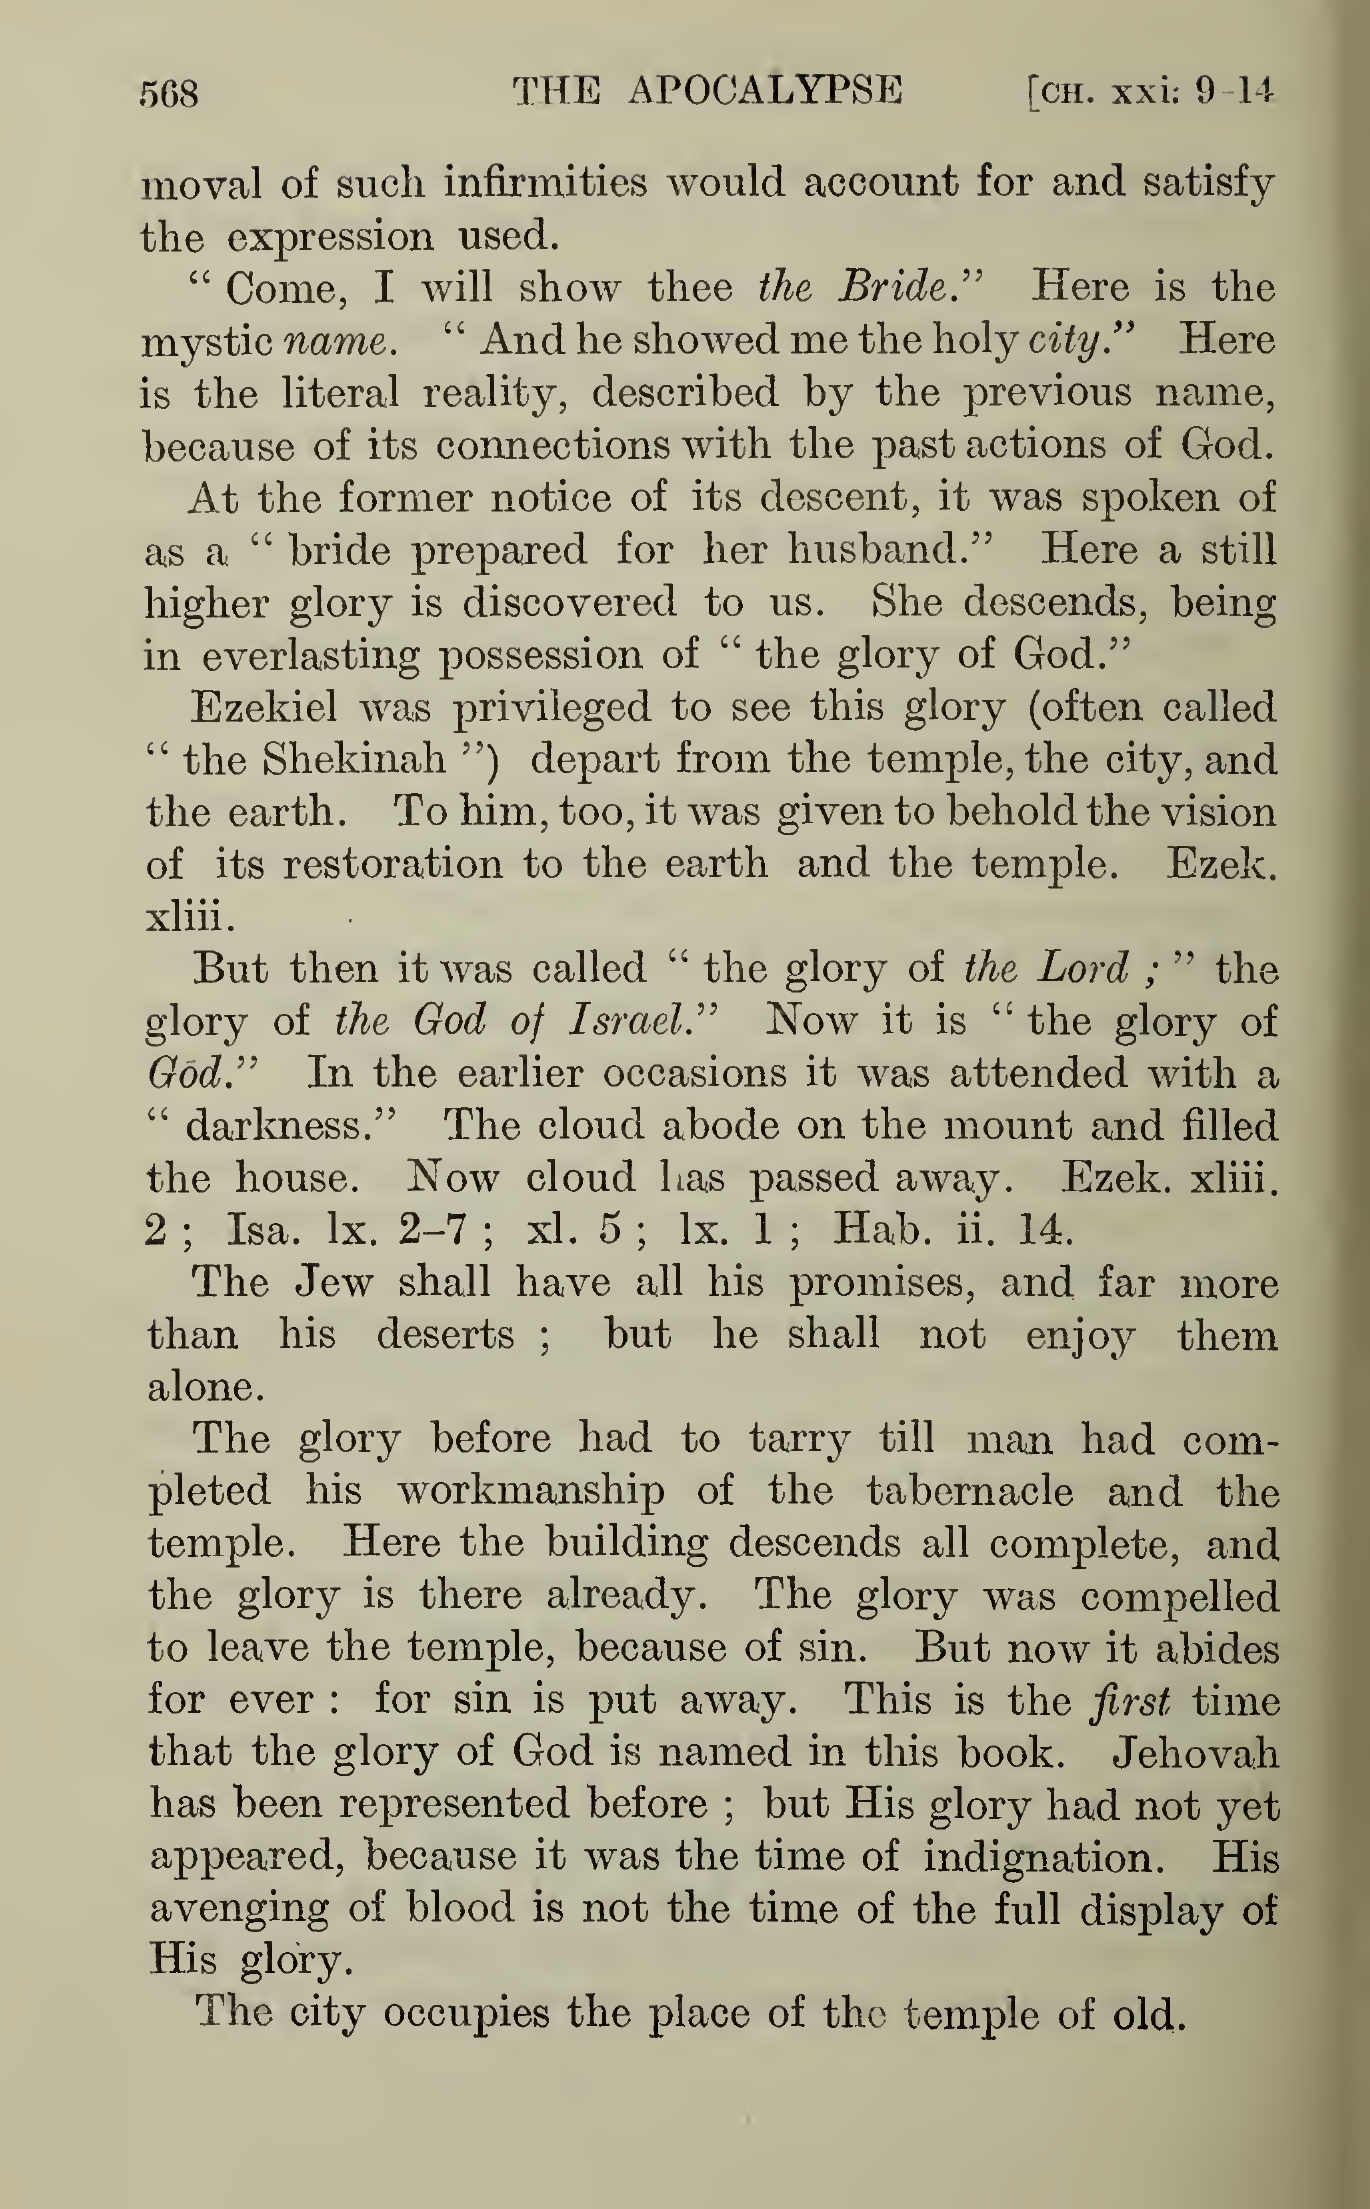 568 THE APOCALYPSE [CH. xxi: 9-14
moval of such infirmities would account for and satisfy
the expression used.
“ Come, I will show thee the Bride.” Here is the
mystic name. “ And he showed me the holy city.” Here
is the literal reality, described by the previous name,
because of its connections with the past actions of God.
At the former notice of its descent, it was spoken of
as a “ bride prepared for her husband.” Here a still
higher glory is discovered to us. She descends, being
in everlasting possession of “ the glory of God.”
Ezekiel was privileged to see this glory (often called
“ the Shekinah ”) depart from the temple, the city, and
the earth. To him, too, it was given to behold the vision
of its restoration to the earth and the temple. Ezek.
xliii.
But then it was called “ the glory of the Lord ; ” the
glory of the God of Israel.” Now it is “ the glory of
God.” In the earlier occasions it was attended with a
“ darkness.” The cloud abode on the mount and filled
the house. Now cloud has passed away. Ezek. xliii.
2 ; Isa. lx. 2–7 ; xl. 5 ; lx. 1 ; Hab. ii. 14.
The Jew shall have all his promises, and far more
than his deserts ; but he shall not enjoy them
alone.
The glory before had to tarry till man had com-
pleted his workmanship of the tabernacle and the
temple. Here the building descends all complete, and
the glory is there already. The glory was compelled
to leave the temple, because of sin. But now it abides
for ever : for sin is put away. This is the first time
that the glory of God is named in this book. Jehovah
has been represented before ; but His glory had not yet
appeared, because it was the time of indignation. His
avenging of blood is not the time of the full display of
His glory.
The city occupies the place of the temple of old.